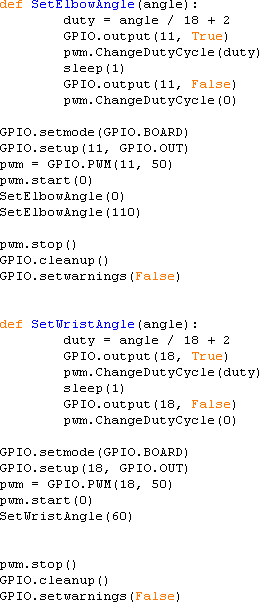 def SetElbowAngle(angle):
        duty = angle / 18 + 2
        GPIO.output(11, True)
        pwm.ChangeDutyCycle(duty)
        sleep(1)
        GPIO.output(11, False)
        pwm.ChangeDutyCycle(0)

GPIO.setmode(GPIO.BOARD)
GPIO.setup(11, GPIO.OUT)
pwm = GPIO.PWM(11, 50)
pwm.start(0)
SetElbowAngle(0)
SetElbowAngle(110)

pwm.stop()
GPIO.cleanup()
GPIO.setwarnings(False)


def SetWristAngle(angle):
        duty = angle / 18 + 2
        GPIO.output(18, True)
        pwm.ChangeDutyCycle(duty)
        sleep(1)
        GPIO.output(18, False)
        pwm.ChangeDutyCycle(0)

GPIO.setmode(GPIO.BOARD)
GPIO.setup(18, GPIO.OUT)
pwm = GPIO.PWM(18, 50)
pwm.start(0)
SetWristAngle(60)


pwm.stop()
GPIO.cleanup()
GPIO.setwarnings(False)